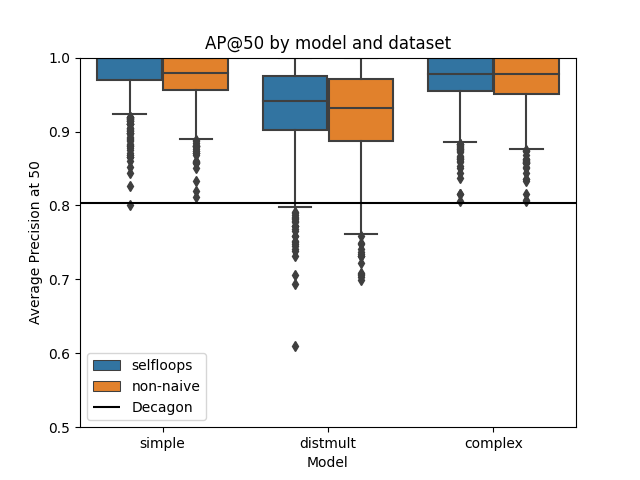 AP@50 by model and dataset
1.0
0.9
0.8
0.7
0.6
0.5
Average Precision at 50
selfloops
non-naive
Decagon
simple
distmult
complex
Model